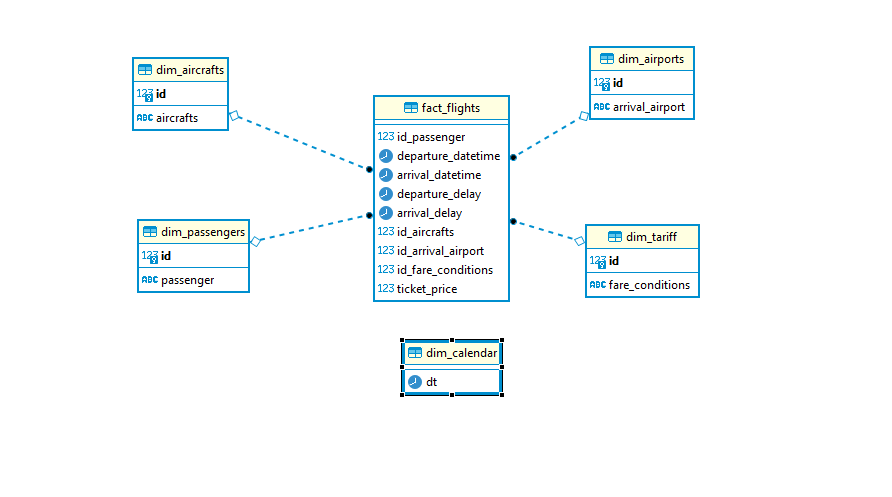 dim_aircrafts
123 id
ABC aircrafts
dim_passengers
123 id
ABC passenger
fact_flights
123 id_passenger
departure_datetime
arrival_datetime
departure_delay
arrival_delay
123 id_aircrafts
123 id_arrival_airport
123 id_fare_conditions
123 ticket_price
dim_airports
123 id
ABC arrival_airport
dim_tariff
123 id
ABC fare_conditions
dim_calendar
dt